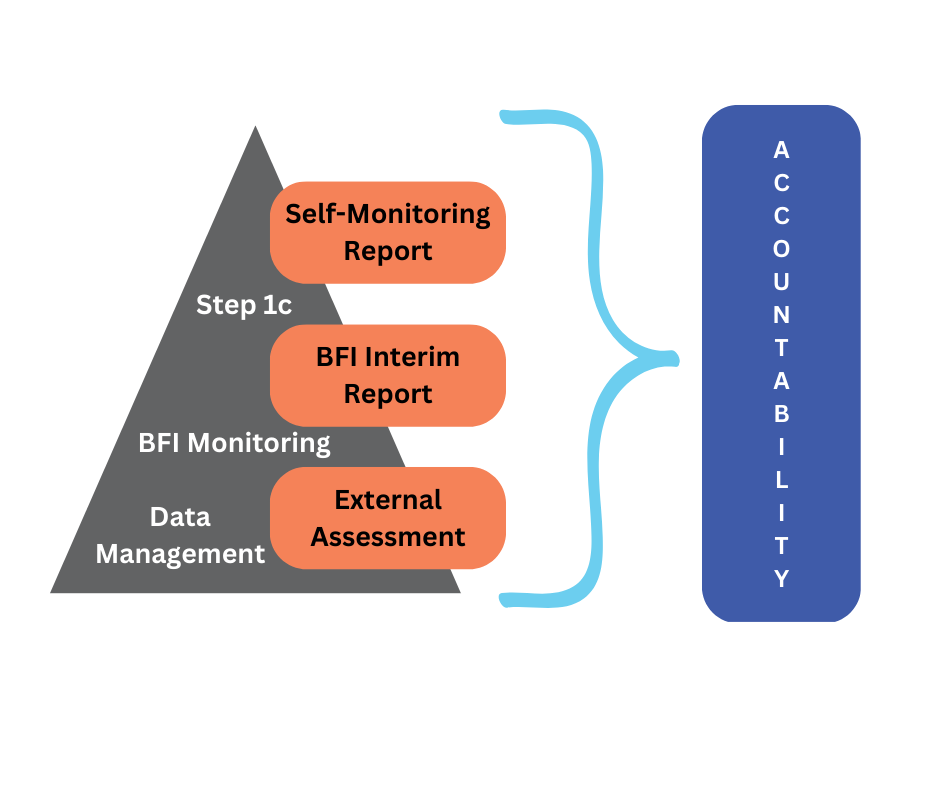 Self-Monitoring
Report
Step 1c
BFI Interim
Report
BFI Monitoring
External
Assessment
Data
Management
A
C
C
O
U
N
T
A
B
I
L
I
T
Y